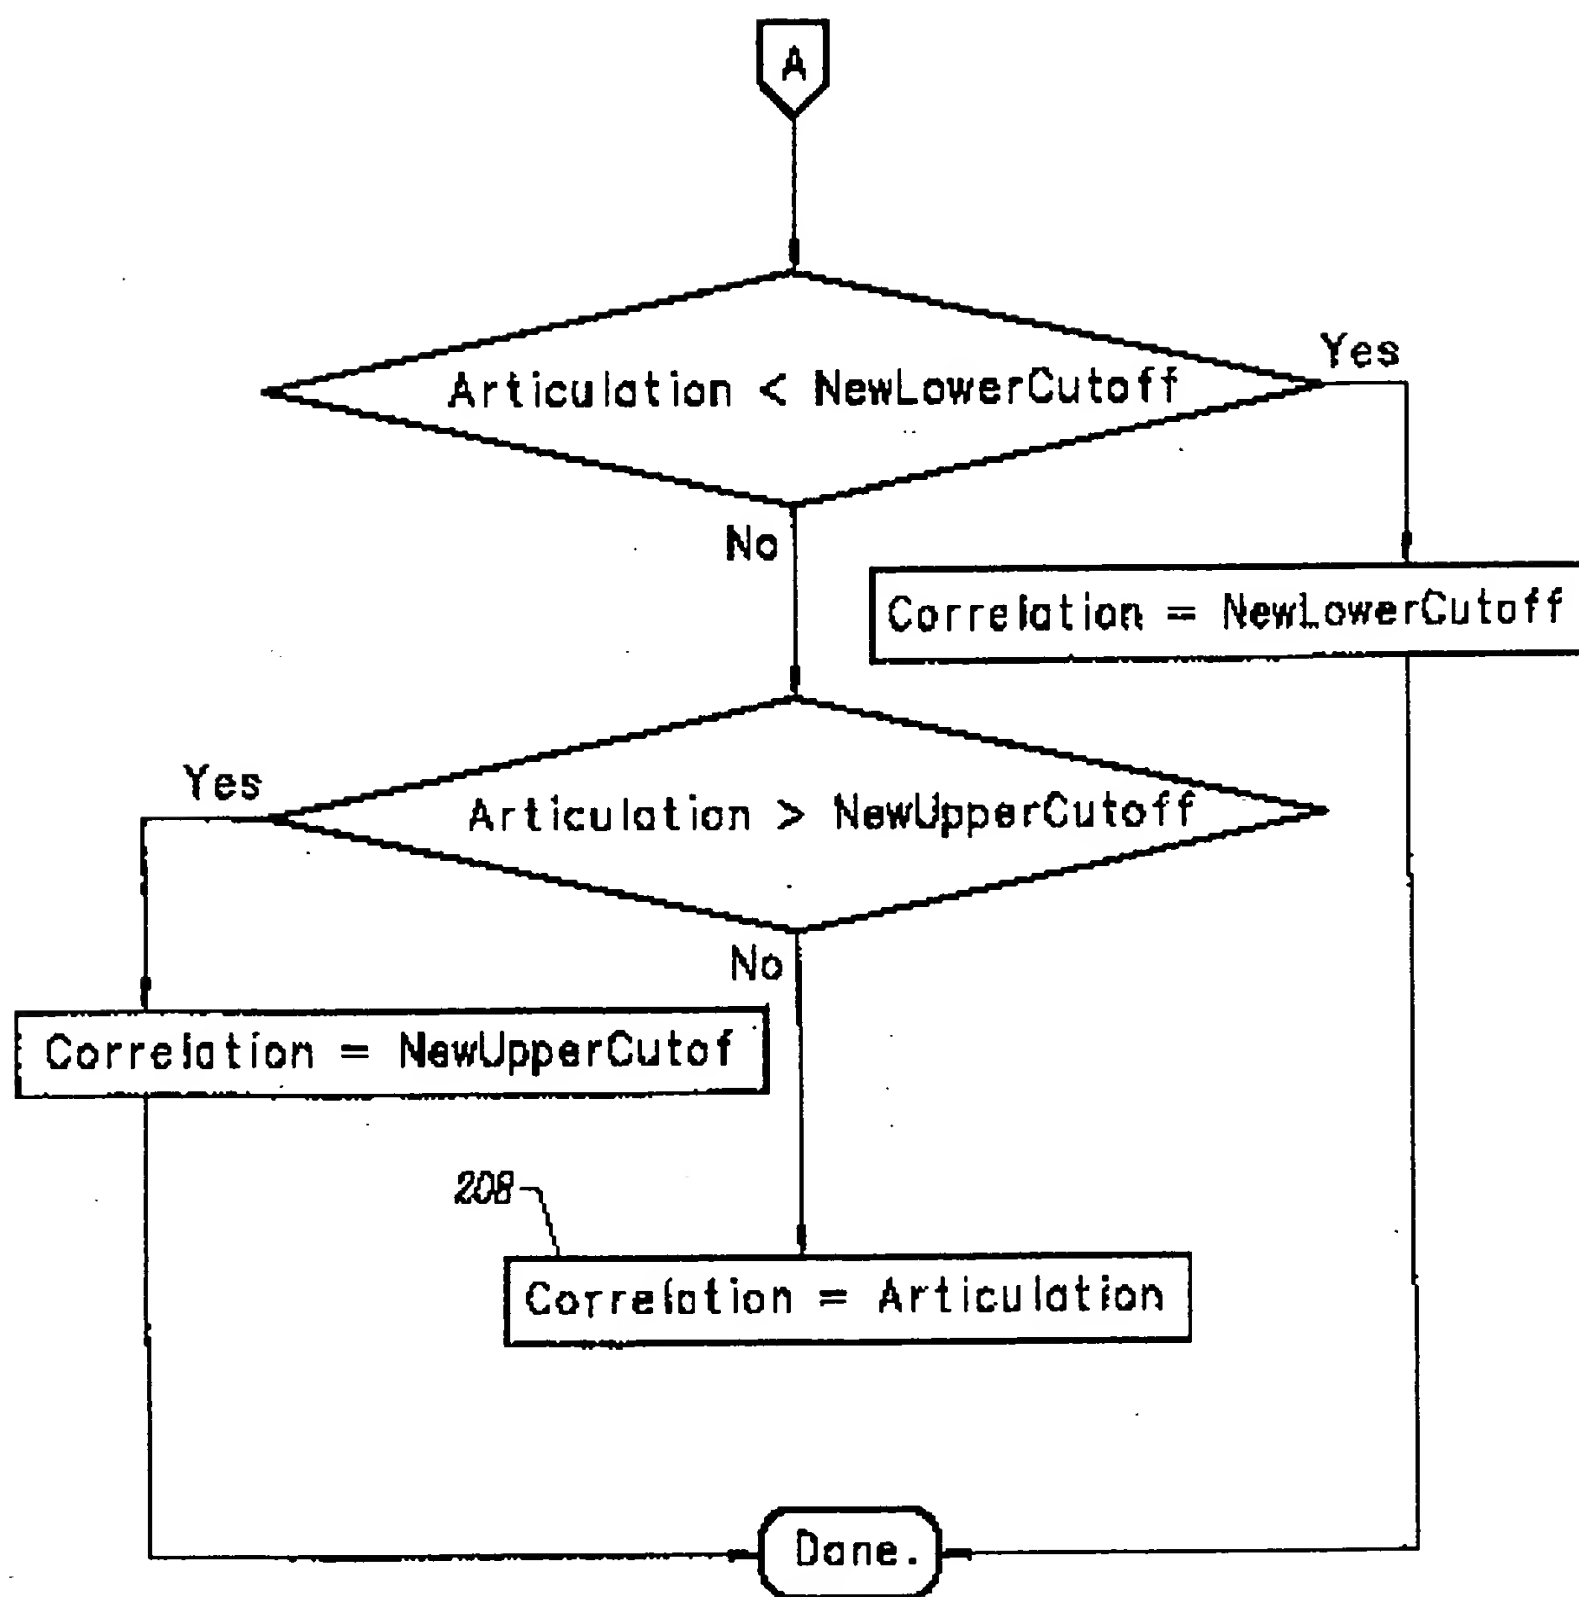 A
Articulation < NewLowerCutoff
Yes
No
Correlation = NewLowerCutoff
Articulation > NewUpperCutoff
Yes
No
Correlation = NewUpperCutof
208
Correlation = Articulation
Done.